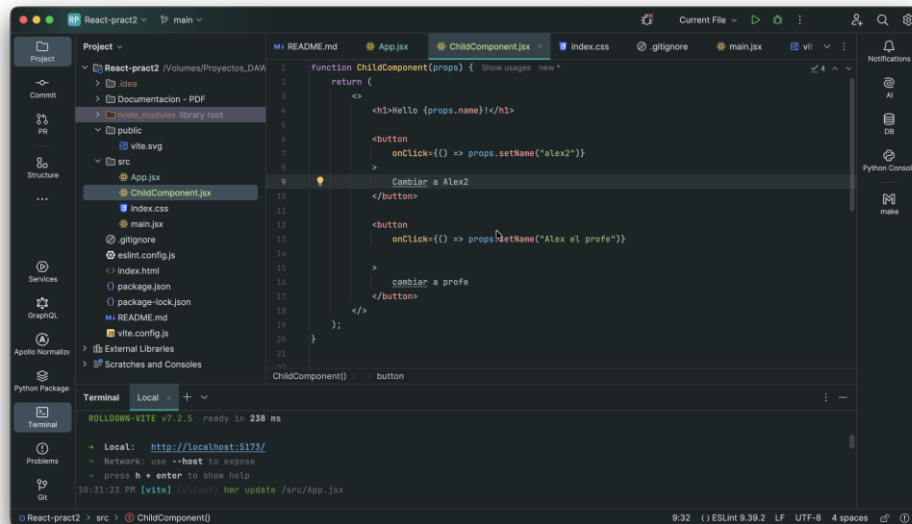 RP React-pract2 main Current File
Project
Commit
PR
Structure
Services
GraphQL
Apollo Normalize
Python Package
Terminal
Problems
Git
Project
React-pract2 /Volumes/Proyectos_DAW
.idea
Documentacion - PDF
node_modules library root
public
vite.svg
src
App.jsx
ChildComponent.jsx
index.css
main.jsx
.gitignore
eslint.config.js
index.html
package.json
package-lock.json
README.md
vite.config.js
External Libraries
Scratches and Consoles
README.md App.jsx ChildComponent.jsx index.css .gitignore main.jsx
4
1 function ChildComponent(props) { Show usages new *
2 return (
3 <>
4 <h1>Hello {props.name}!</h1>
5
6 <button
7 onClick={() => props.setName("alex2")}
8 >
9 Cambiar a Alex2
10 </button>
11
12 <button
13 onClick={() => props.setName("Alex el profe")}
14
15 >
16 cambiar a profe
17 </button>
18 </>
19 );
20 }
21
ChildComponent() > button
Notifications
AI
DB
Python Consol
make
Terminal Local
ROLLDOWN-VITE v7.2.5 ready in 238 ms
➜ Local: http://localhost:5173/
➜ Network: use --host to expose
➜ press h + enter to show help
10:31:23 PM [vite] (client) hmr update /src/App.jsx
React-pract2 > src > ChildComponent() 9:32 {} ESLint 9.39.2 LF UTF-8 4 spaces